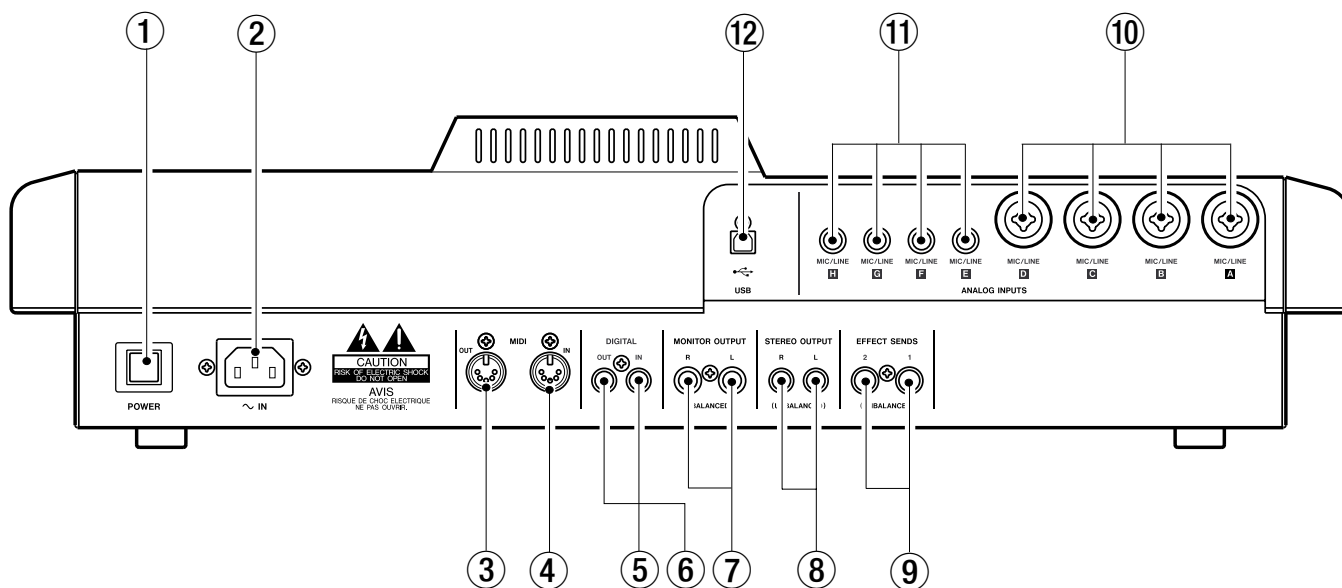 1 2 12 11 10
MIC/LINE MIC/LINE MIC/LINE MIC/LINE MIC/LINE MIC/LINE MIC/LINE MIC/LINE
H G F E D C B A
USB
ANALOG INPUTS
POWER
∼ IN
CAUTION
RISK OF ELECTRIC SHOCK
DO NOT OPEN
AVIS
RISQUE DE CHOC ELECTRIQUE
NE PAS OUVRIR.
MIDI
OUT IN
DIGITAL
OUT IN
MONITOR OUTPUT
R L
STEREO OUTPUT
R L
EFFECT SENDS
2 1
3 4 5 6 7 8 9